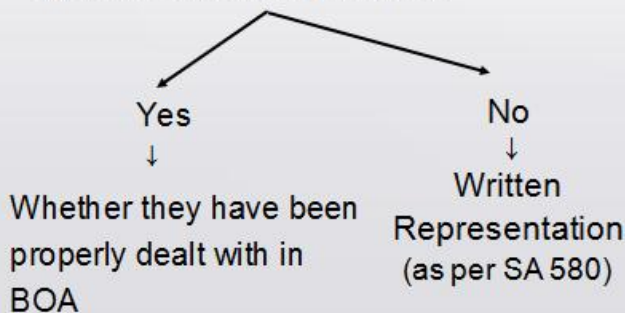 Yes
No
↓
↓
Whether they have been
properly dealt with in
BOA
Written
Representation
(as per SA 580)